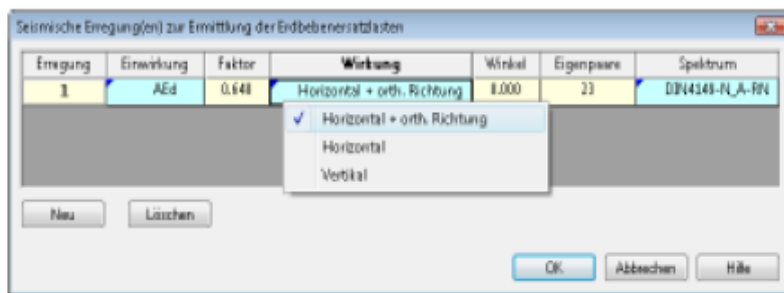 Seismische Erregung(en) zur Ermittlung der Erdbebenersatzlasten
Erregung Einwirkung Faktor Wirkung Winkel Eigenpaare Spektrum
1 AEd 0.640 Horizontal + orth. Richtung 0.000 23 DIN4149-N_A-RN
✓ Horizontal + orth. Richtung
Horizontal
Vertikal
Neu Löschen
OK Abbrechen Hilfe